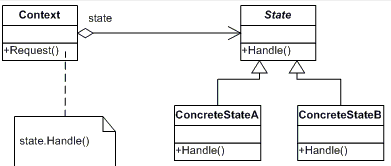 Context
state
State
+Request()
+Handle()
state.Handle()
ConcreteStateA
ConcreteStateB
+Handle()
+Handle()